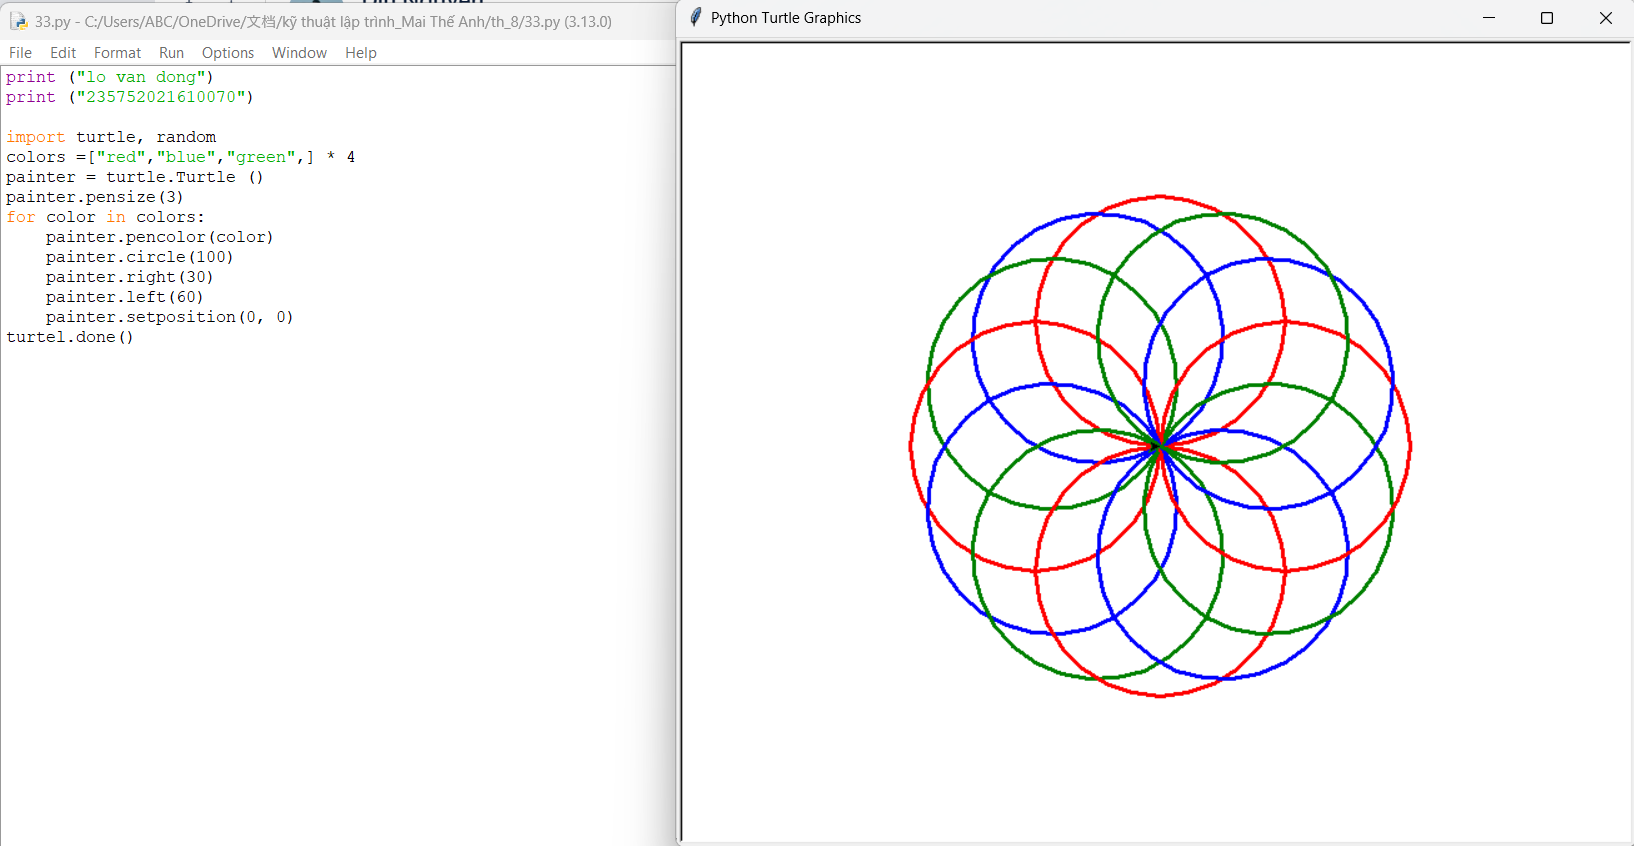 33.py - C:/Users/ABC/OneDrive/文档/kỹ thuật lập trình_Mai Thế Anh/th_8/33.py (3.13.0)
File Edit Format Run Options Window Help
print ("lo van dong")
print ("235752021610070")
import turtle, random
colors =["red","blue","green",] * 4
painter = turtle.Turtle ()
painter.pensize(3)
for color in colors:
    painter.pencolor(color)
    painter.circle(100)
    painter.right(30)
    painter.left(60)
    painter.setposition(0, 0)
turtel.done()
Python Turtle Graphics